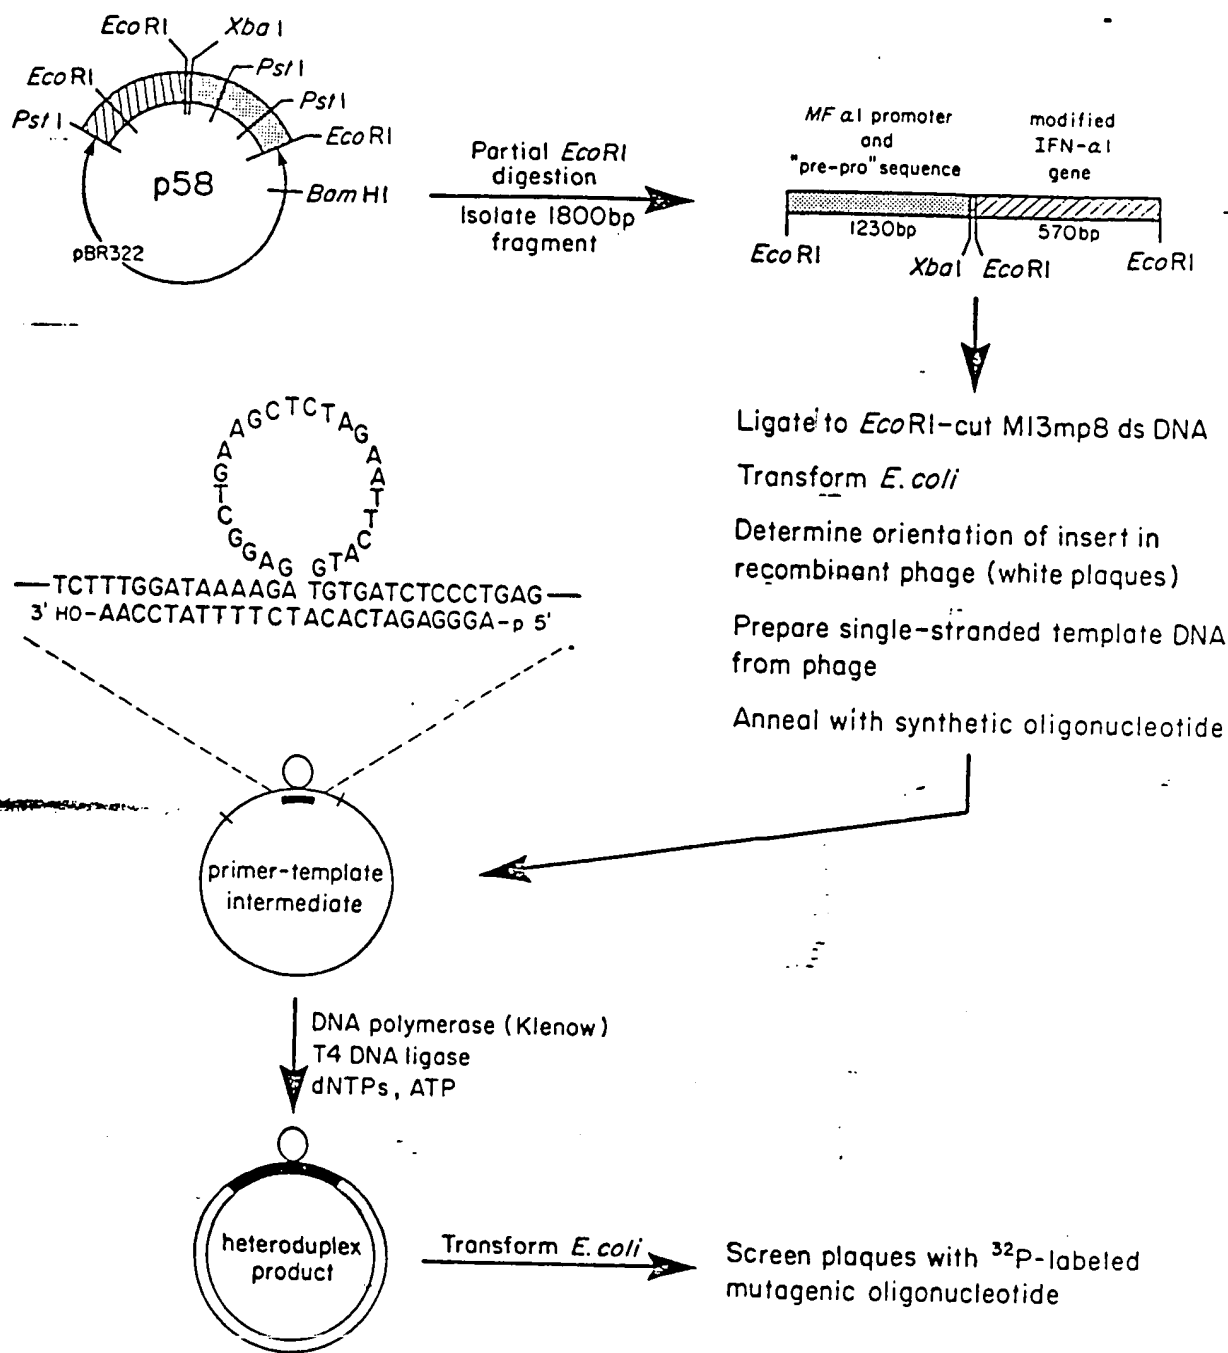 EcoRI
XbaI
PstI
EcoRI
PstI
PstI
EcoRI
p58
BamHI
pBR322
Partial EcoRI
digestion
Isolate 1800bp
fragment
MF α1 promoter
and
"pre-pro" sequence
modified
IFN-α1
gene
1230bp
570bp
EcoRI
XbaI
EcoRI
EcoRI
Ligate to EcoRI-cut M13mp8 ds DNA
Transform E. coli
Determine orientation of insert in
recombinant phage (white plaques)
Prepare single-stranded template DNA
from phage
Anneal with synthetic oligonucleotide
GAGGCTGAAGCTCTAGAATTCATG
—TCTTTGGATAAAAGA TGTGATCTCCCTGAG—
3' HO-AACCTATTTTCTACACTAGAGGGA-p 5'
primer-template
intermediate
DNA polymerase (Klenow)
T4 DNA ligase
dNTPs, ATP
heteroduplex
product
Transform E. coli
Screen plaques with ³²P-labeled
mutagenic oligonucleotide